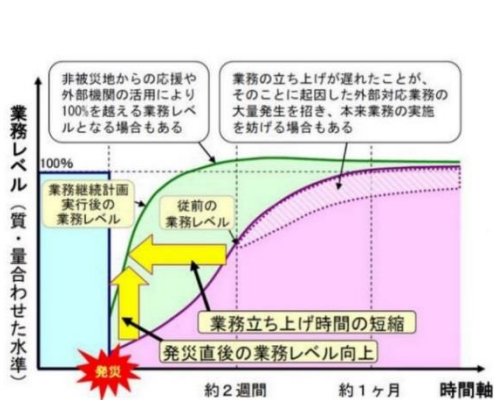 非被災地からの応援や
外部機関の活用により
100%を越える業務レベ
ルとなる場合もある
業務の立ち上げが遅れたことが、
そのことに起因した外部対応業務の
大量発生を招き、本来業務の実施
を妨げる場合もある
業務レベル（質・量合わせた水準）
100%
業務継続計画
実行後の
業務レベル
従前の
業務レベル
業務立ち上げ時間の短縮
発災直後の業務レベル向上
発災
約２週間
約１ヶ月
時間軸